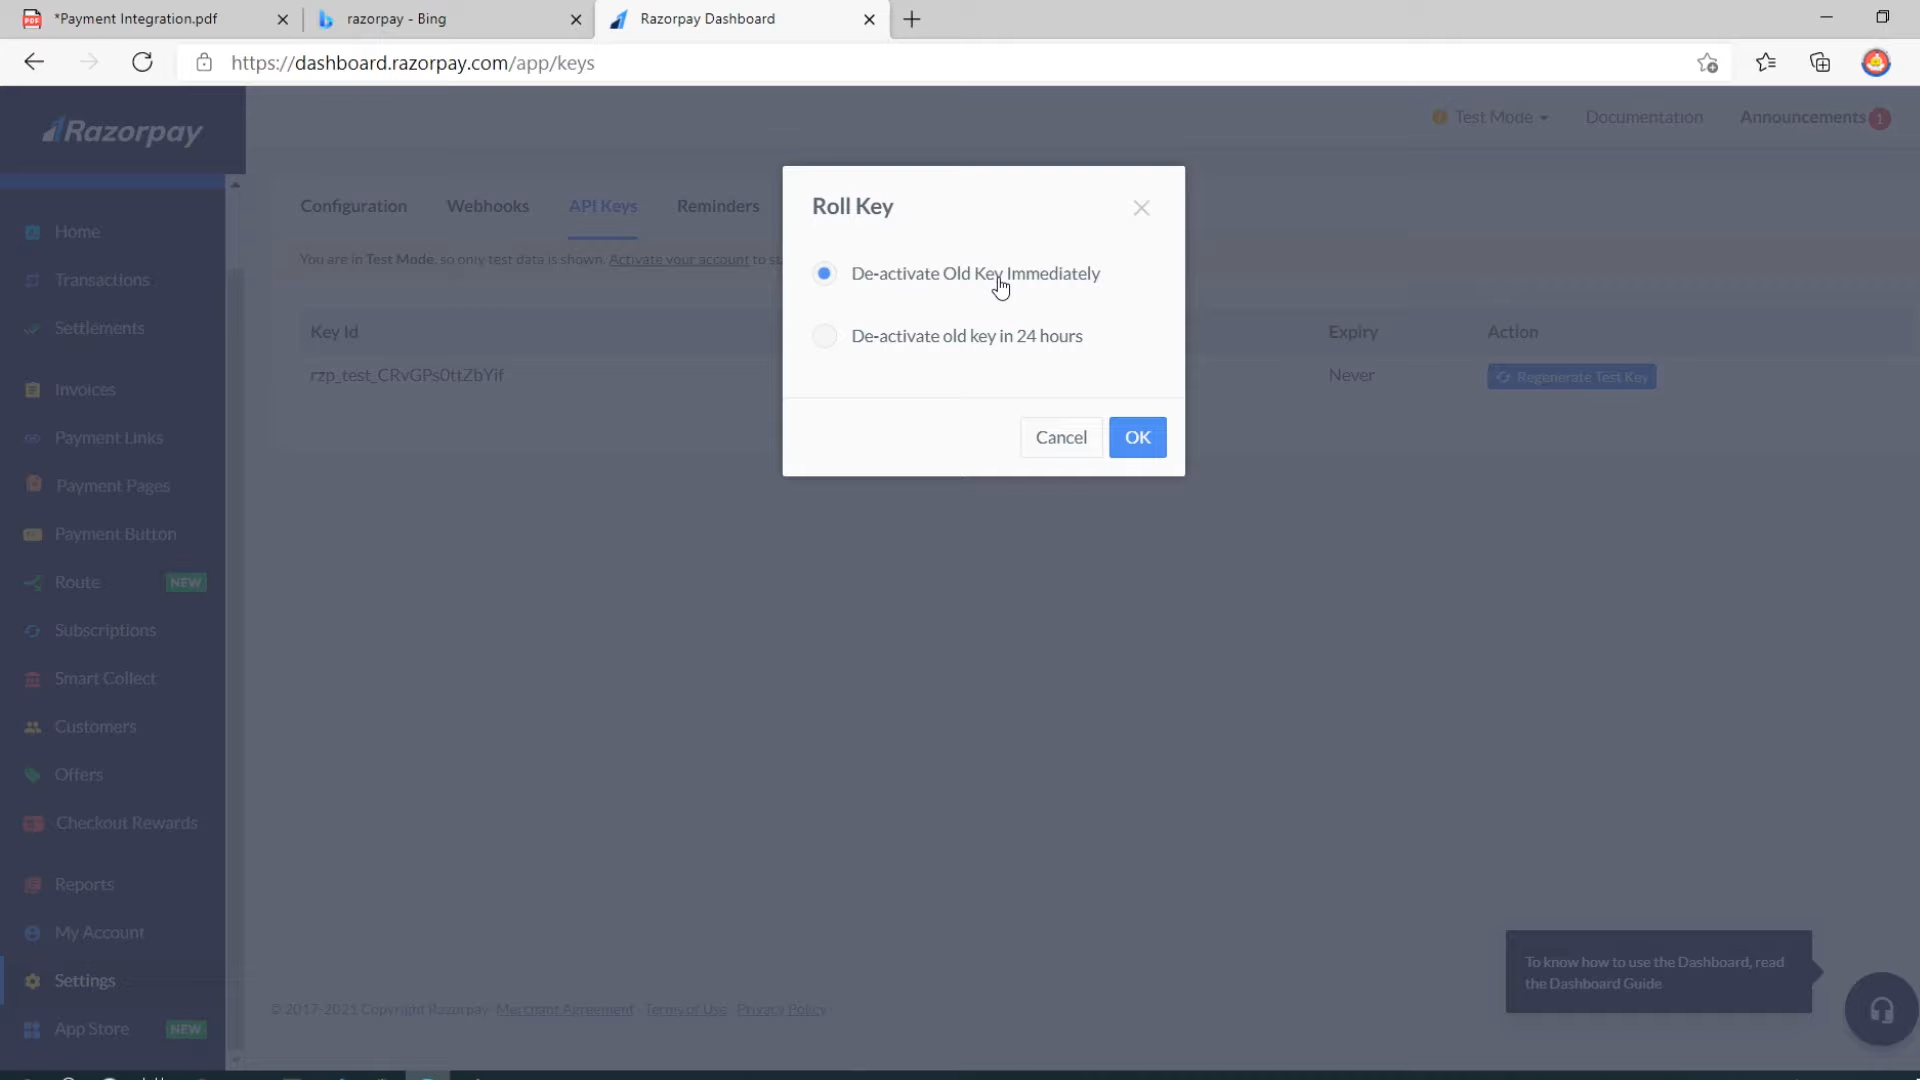 *Payment Integration.pdf
razorpay - Bing
Razorpay Dashboard
https://dashboard.razorpay.com/app/keys
Razorpay
Test Mode
Documentation
Announcements 1
Configuration
Webhooks
API Keys
Reminders
You are in Test Mode, so only test data is shown. Activate your account to
Key Id
Expiry
Action
rzp_test_CRvGPs0ttZbYif
Never
Regenerate Test Key
Roll Key
De-activate Old Key Immediately
De-activate old key in 24 hours
Cancel
OK
Home
Transactions
Settlements
Invoices
Payment Links
Payment Pages
Payment Button
Route NEW
Subscriptions
Smart Collect
Customers
Offers
Checkout Rewards
Reports
My Account
Settings
App Store NEW
To know how to use the Dashboard, read
the Dashboard Guide
© 2017-2021 Copyright Razorpay · Merchant Agreement · Terms of Use · Privacy Policy